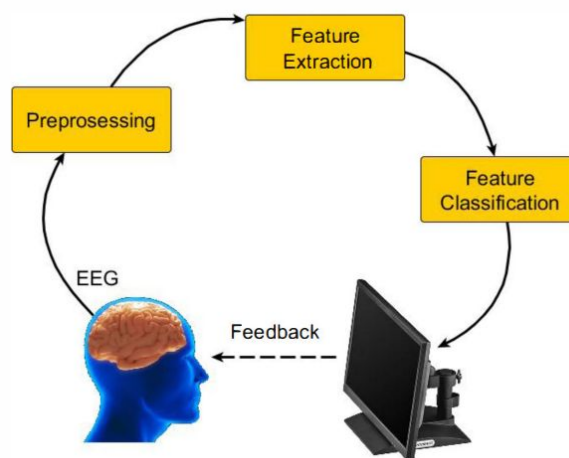 Feature
Extraction
Preprosessing
Feature
Classification
EEG
Feedback